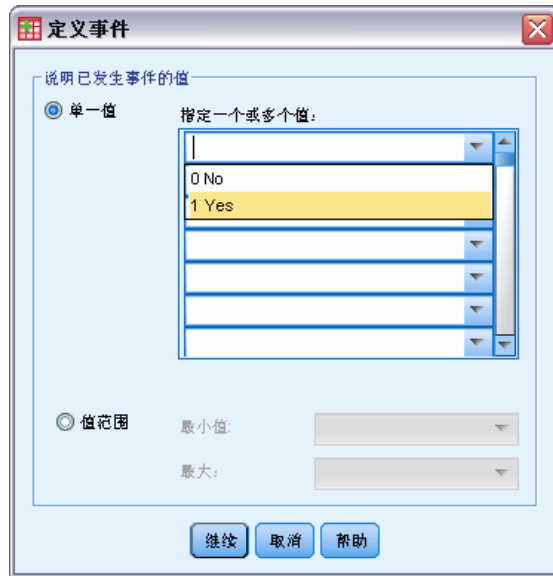 定义事件
说明已发生事件的值
单一值
指定一个或多个值：
0 No
1 Yes
值范围
最小值:
最大：
继续
取消
帮助